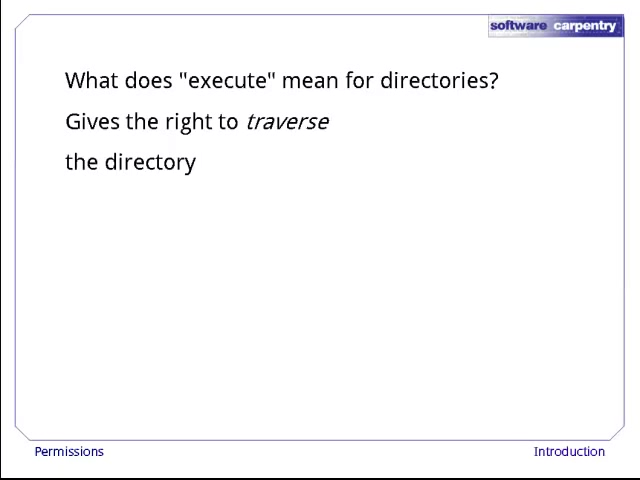 software carpentry
What does "execute" mean for directories?
Gives the right to traverse
the directory
Permissions
Introduction